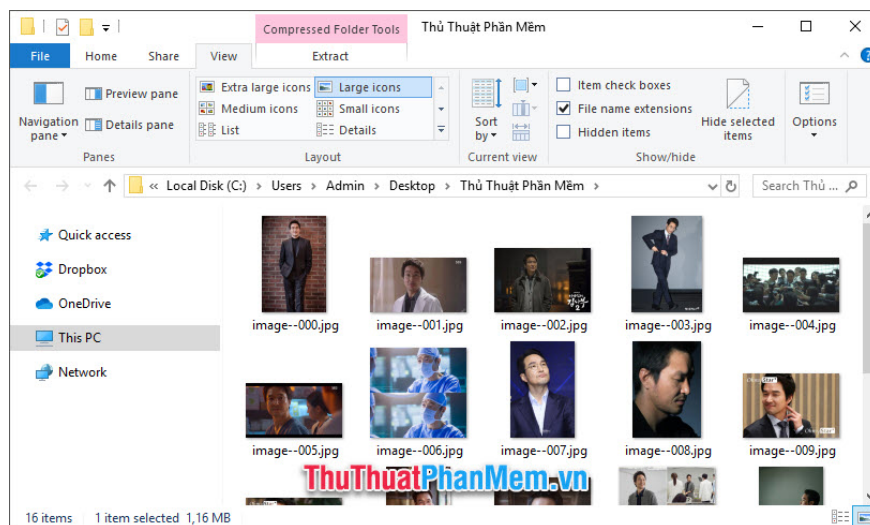 Compressed Folder Tools
Thủ Thuật Phần Mềm
File
Home
Share
View
Extract
Navigation pane
Preview pane
Details pane
Panes
Extra large icons
Large icons
Medium icons
Small icons
List
Details
Layout
Sort by
Current view
Item check boxes
File name extensions
Hidden items
Hide selected items
Show/hide
Options
« Local Disk (C:) > Users > Admin > Desktop > Thủ Thuật Phần Mềm >
Search Thủ ...
Quick access
Dropbox
OneDrive
This PC
Network
image--000.jpg
image--001.jpg
image--002.jpg
image--003.jpg
image--004.jpg
image--005.jpg
image--006.jpg
image--007.jpg
image--008.jpg
image--009.jpg
ThuThuatPhanMem.vn
16 items
1 item selected 1,16 MB